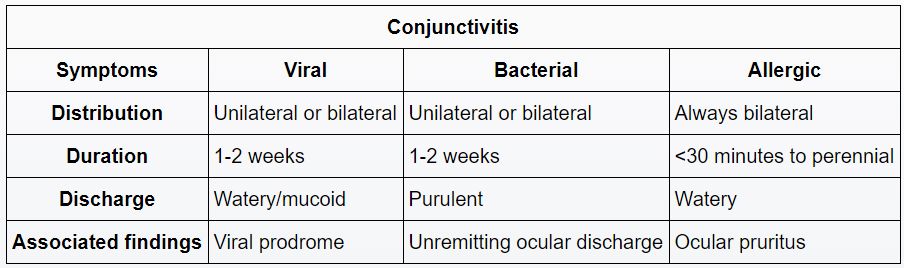 Conjunctivitis
Symptoms Viral Bacterial Allergic
Distribution Unilateral or bilateral Unilateral or bilateral Always bilateral
Duration 1-2 weeks 1-2 weeks <30 minutes to perennial
Discharge Watery/mucoid Purulent Watery
Associated findings Viral prodrome Unremitting ocular discharge Ocular pruritus